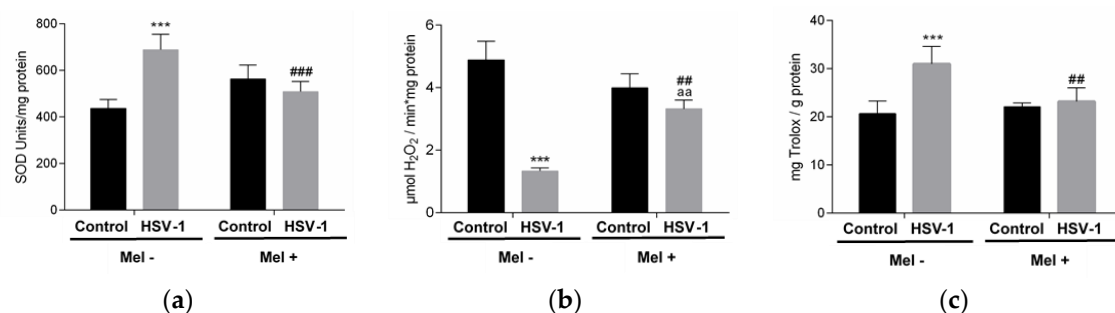 800
600
400
200
0
SOD Units/mg protein
***
###
Control HSV-1 Control HSV-1
Mel - Mel +
(a)
6
4
2
0
µmol H₂O₂ / min*mg protein
***
##
aa
Control HSV-1 Control HSV-1
Mel - Mel +
(b)
40
30
20
10
0
mg Trolox / g protein
***
##
Control HSV-1 Control HSV-1
Mel - Mel +
(c)